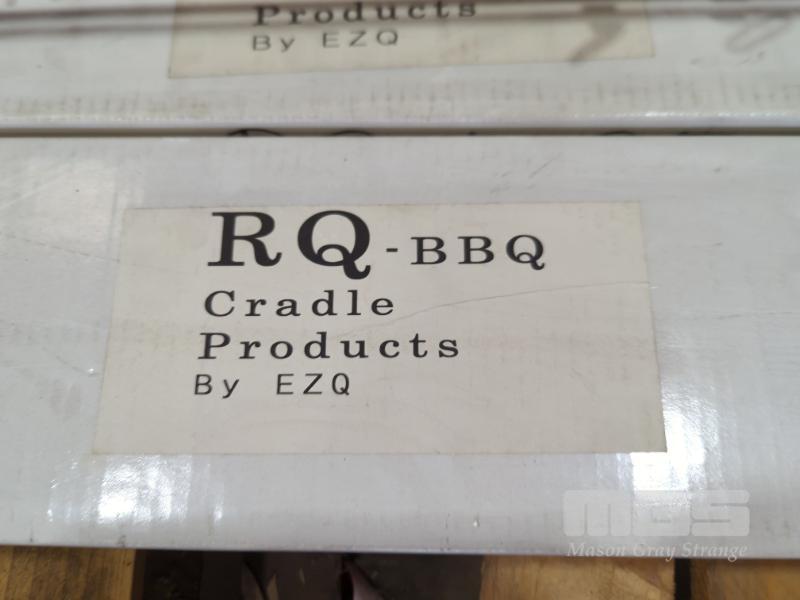 Products
By EZQ
RQ-BBQ
Cradle
Products
By EZQ
MGS
Mason Gray Strange